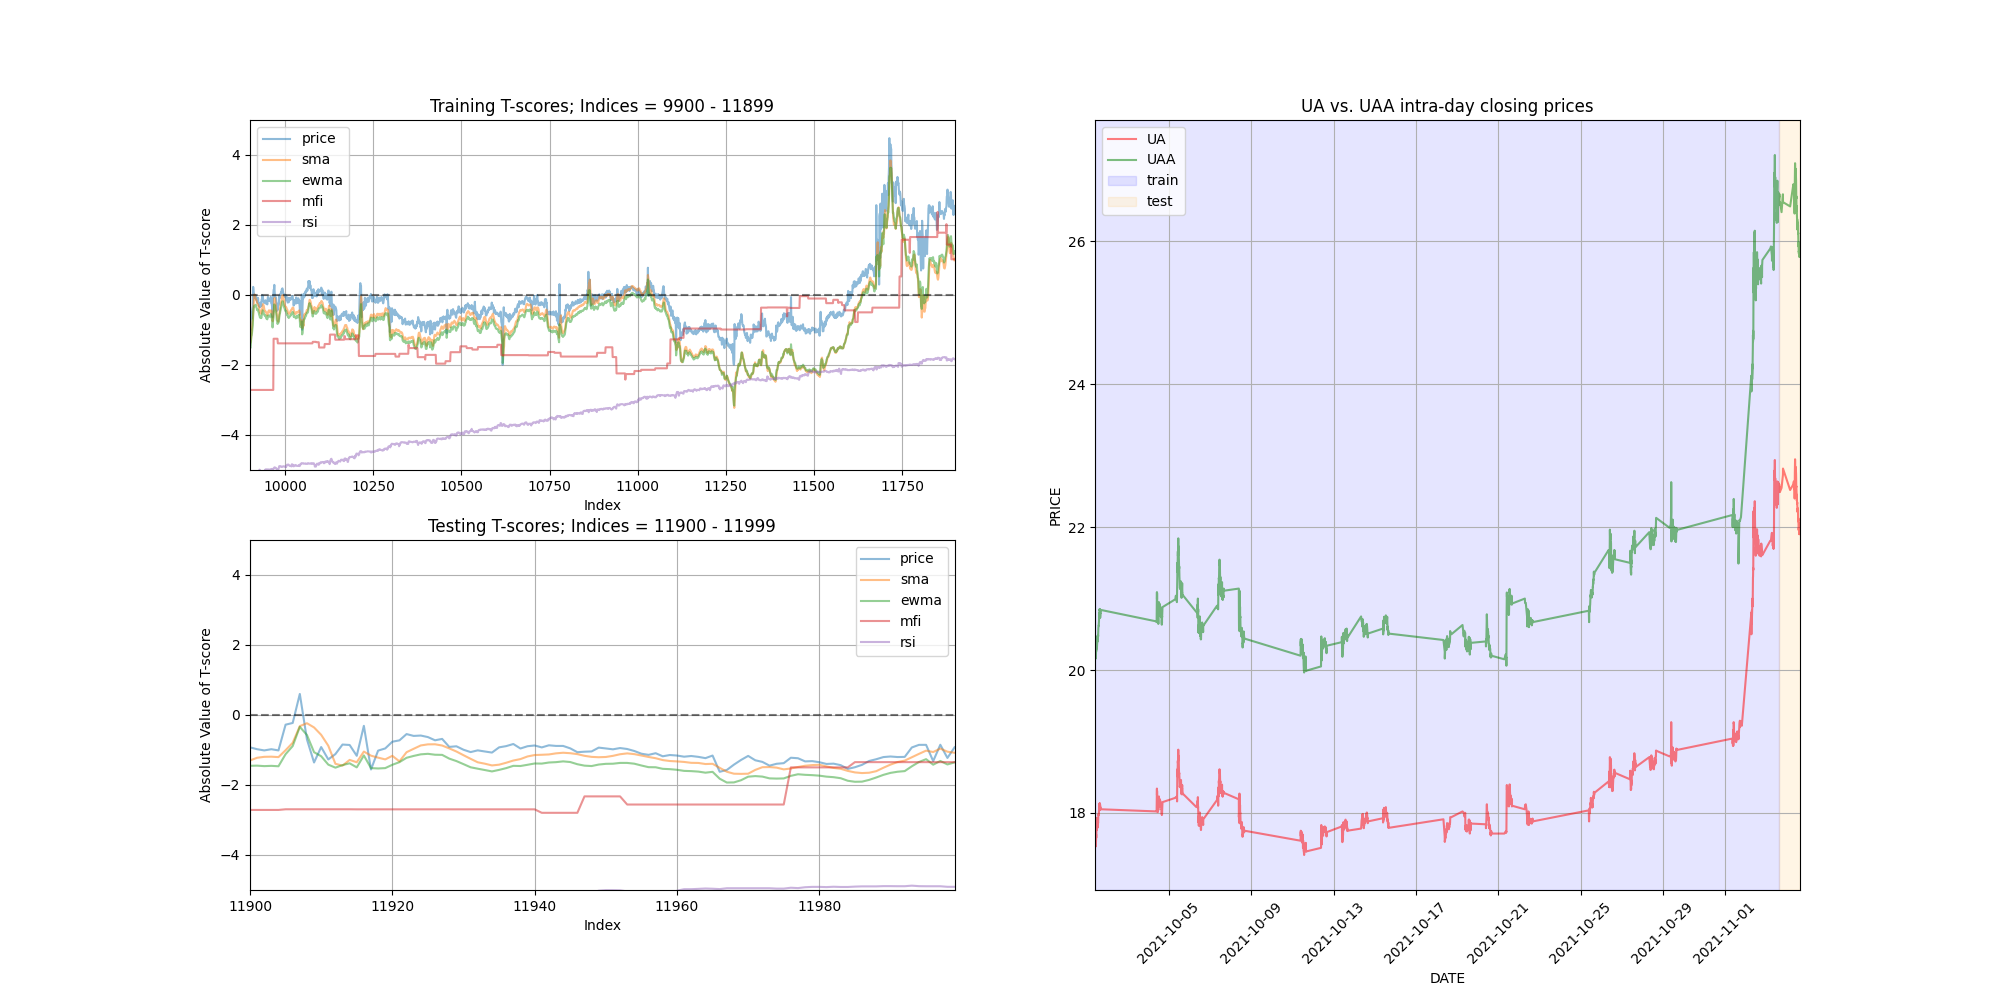 Training T-scores; Indices = 9900 - 11899
price
sma
ewma
mfi
rsi
4
2
0
−2
−4
Absolute Value of T-score
10000 10250 10500 10750 11000 11250 11500 11750
Index
Testing T-scores; Indices = 11900 - 11999
price
sma
ewma
mfi
rsi
4
2
0
−2
−4
Absolute Value of T-score
11900 11920 11940 11960 11980
Index
UA vs. UAA intra-day closing prices
UA
UAA
train
test
26
24
22
20
18
PRICE
2021-10-05 2021-10-09 2021-10-13 2021-10-17 2021-10-21 2021-10-25 2021-10-29 2021-11-01
DATE